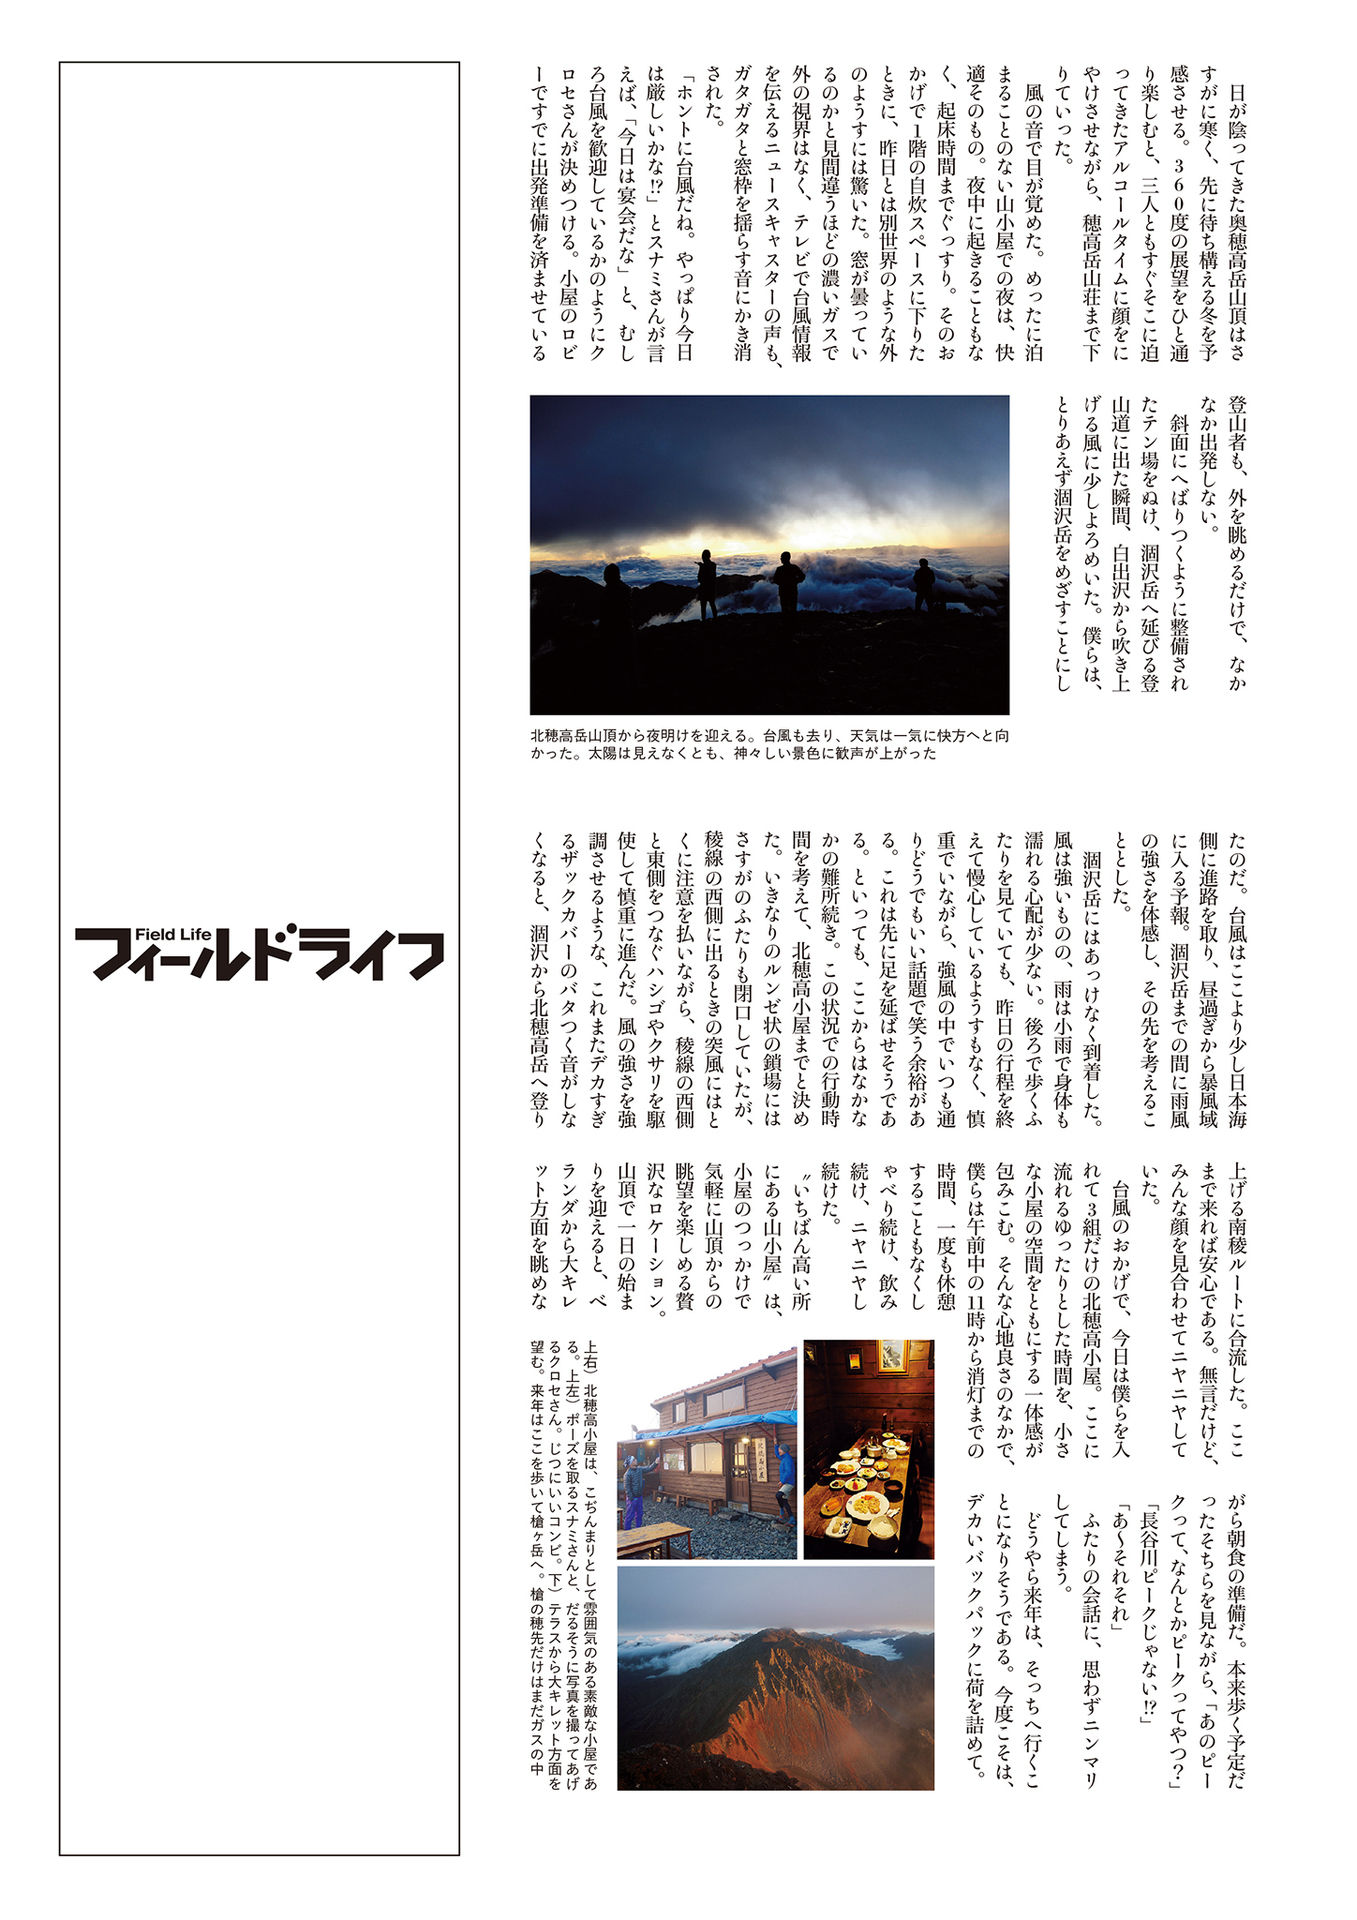 日が陰ってきた奥穂高岳山頂はさ
すがに寒く、先に待ち構える冬を予
感させる。360度の展望をひと通
り楽しむと、三人ともすぐそこに迫
ってきたアルコールタイムに顔をに
やけさせながら、穂高岳山荘まで下
りていった。
風の音で目が覚めた。めったに泊
まることのない山小屋での夜は、快
適そのもの。夜中に起きることもな
く、起床時間までぐっすり。そのお
かげで1階の自炊スペースに下りた
ときに、昨日とは別世界のような外
のようすには驚いた。窓が曇ってい
るのかと見間違うほどの濃いガスで
外の視界はなく、テレビで台風情報
を伝えるニュースキャスターの声も、
ガタガタと窓枠を揺らす音にかき消
された。
「ホントに台風だね。やっぱり今日
は厳しいかな!?」とスナミさんが言
えば、「今日は宴会だな」と、むし
ろ台風を歓迎しているかのようにク
ロセさんが決めつける。小屋のロビ
ーですでに出発準備を済ませている
登山者も、外を眺めるだけで、なか
なか出発しない。
斜面にへばりつくように整備され
たテン場をぬけ、涸沢岳へ延びる登
山道に出た瞬間、白出沢から吹き上
げる風に少しよろめいた。僕らは、
とりあえず涸沢岳をめざすことにし
北穂高岳山頂から夜明けを迎える。台風も去り、天気は一気に快方へと向
かった。太陽は見えなくとも、神々しい景色に歓声が上がった
たのだ。台風はここより少し日本海
側に進路を取り、昼過ぎから暴風域
に入る予報。涸沢岳までの間に雨風
の強さを体感し、その先を考えるこ
ととした。
涸沢岳にはあっけなく到着した。
風は強いものの、雨は小雨で身体も
濡れる心配が少ない。後ろで歩くふ
たりを見ていても、昨日の行程を終
えて慢心しているようすもなく、慎
重でいながら、強風の中でいつも通
りどうでもいい話題で笑う余裕があ
る。これは先に足を延ばせそうであ
る。といっても、ここからはなかな
かの難所続き。この状況での行動時
間を考えて、北穂高小屋までと決め
た。いきなりのルンゼ状の鎖場には
さすがのふたりも閉口していたが、
稜線の西側に出るときの突風にはと
くに注意を払いながら、稜線の西側
と東側をつなぐハシゴやクサリを駆
使して慎重に進んだ。風の強さを強
調させるような、これまたデカすぎ
るザックカバーのバタつく音がしな
くなると、涸沢から北穂高岳へ登り
上げる南稜ルートに合流した。ここ
まで来れば安心である。無言だけど、
みんな顔を見合わせてニヤニヤして
いた。
台風のおかげで、今日は僕らを入
れて3組だけの北穂高小屋。ここに
流れるゆったりとした時間を、小さ
な小屋の空間をともにする一体感が
包みこむ。そんな心地良さのなかで、
僕らは午前中の11時から消灯までの
時間、一度も休憩
することもなくし
ゃべり続け、飲み
続け、ニヤニヤし
続けた。
〝いちばん高い所
にある山小屋〟は、
小屋のつっかけで
気軽に山頂からの
眺望を楽しめる贅
沢なロケーション。
山頂で一日の始ま
りを迎えると、ベ
ランダから大キレ
ット方面を眺めな
がら朝食の準備だ。本来歩く予定だ
ったそちらを見ながら、「あのピー
クって、なんとかピークってやつ？」
「長谷川ピークじゃない!?」
「あ〜それそれ」
ふたりの会話に、思わずニンマリ
してしまう。
どうやら来年は、そっちへ行くこ
とになりそうである。今度こそは、
デカいバックパックに荷を詰めて。
上右）北穂高小屋は、こぢんまりとして雰囲気のある素敵な小屋であ
る。上左）ポーズを取るスナミさんと、だるそうに写真を撮ってあげ
るクロセさん。じつにいいコンビ。下）テラスから大キレット方面を
望む。来年はここを歩いて槍ヶ岳へ。槍の穂先だけはまだガスの中
北穂高小屋
Field Life
フィールドライフ